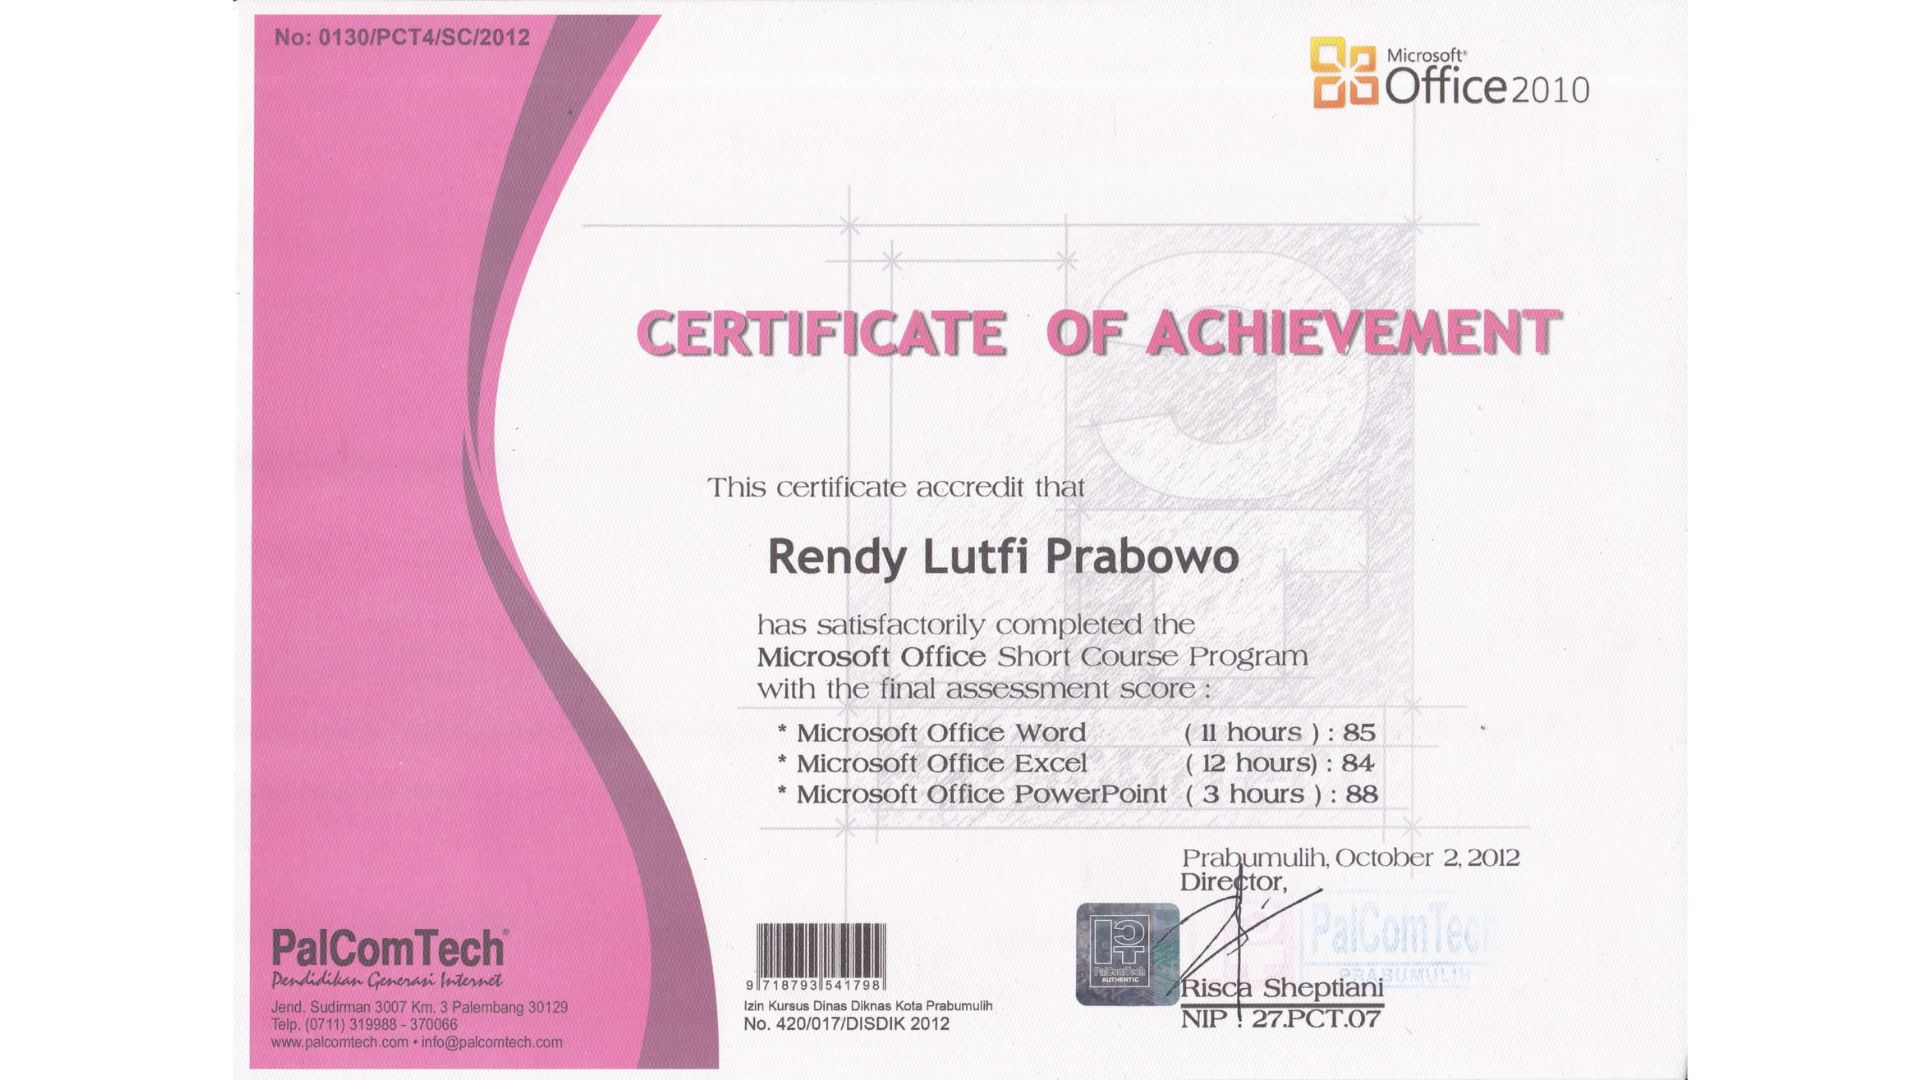 No: 0130/PCT4/SC/2012
Microsoft®
Office 2010
CERTIFICATE OF ACHIEVEMENT
This certificate accredit that
Rendy Lutfi Prabowo
has satisfactorily completed the
Microsoft Office Short Course Program
with the final assessment score :
* Microsoft Office Word ( 11 hours ) : 85
* Microsoft Office Excel ( 12 hours) : 84
* Microsoft Office PowerPoint ( 3 hours ) : 88
Prabumulih, October 2, 2012
Director,
PalComTech
PRABUMULIH
PalComTech
AUTHENTIC
Risca Sheptiani
NIP : 27.PCT.07
9 718793 541798
Izin Kursus Dinas Diknas Kota Prabumulih
No. 420/017/DISDIK 2012
PalComTech®
Pendidikan Generasi Internet
Jend. Sudirman 3007 Km. 3 Palembang 30129
Telp. (0711) 319988 - 370066
www.palcomtech.com • info@palcomtech.com